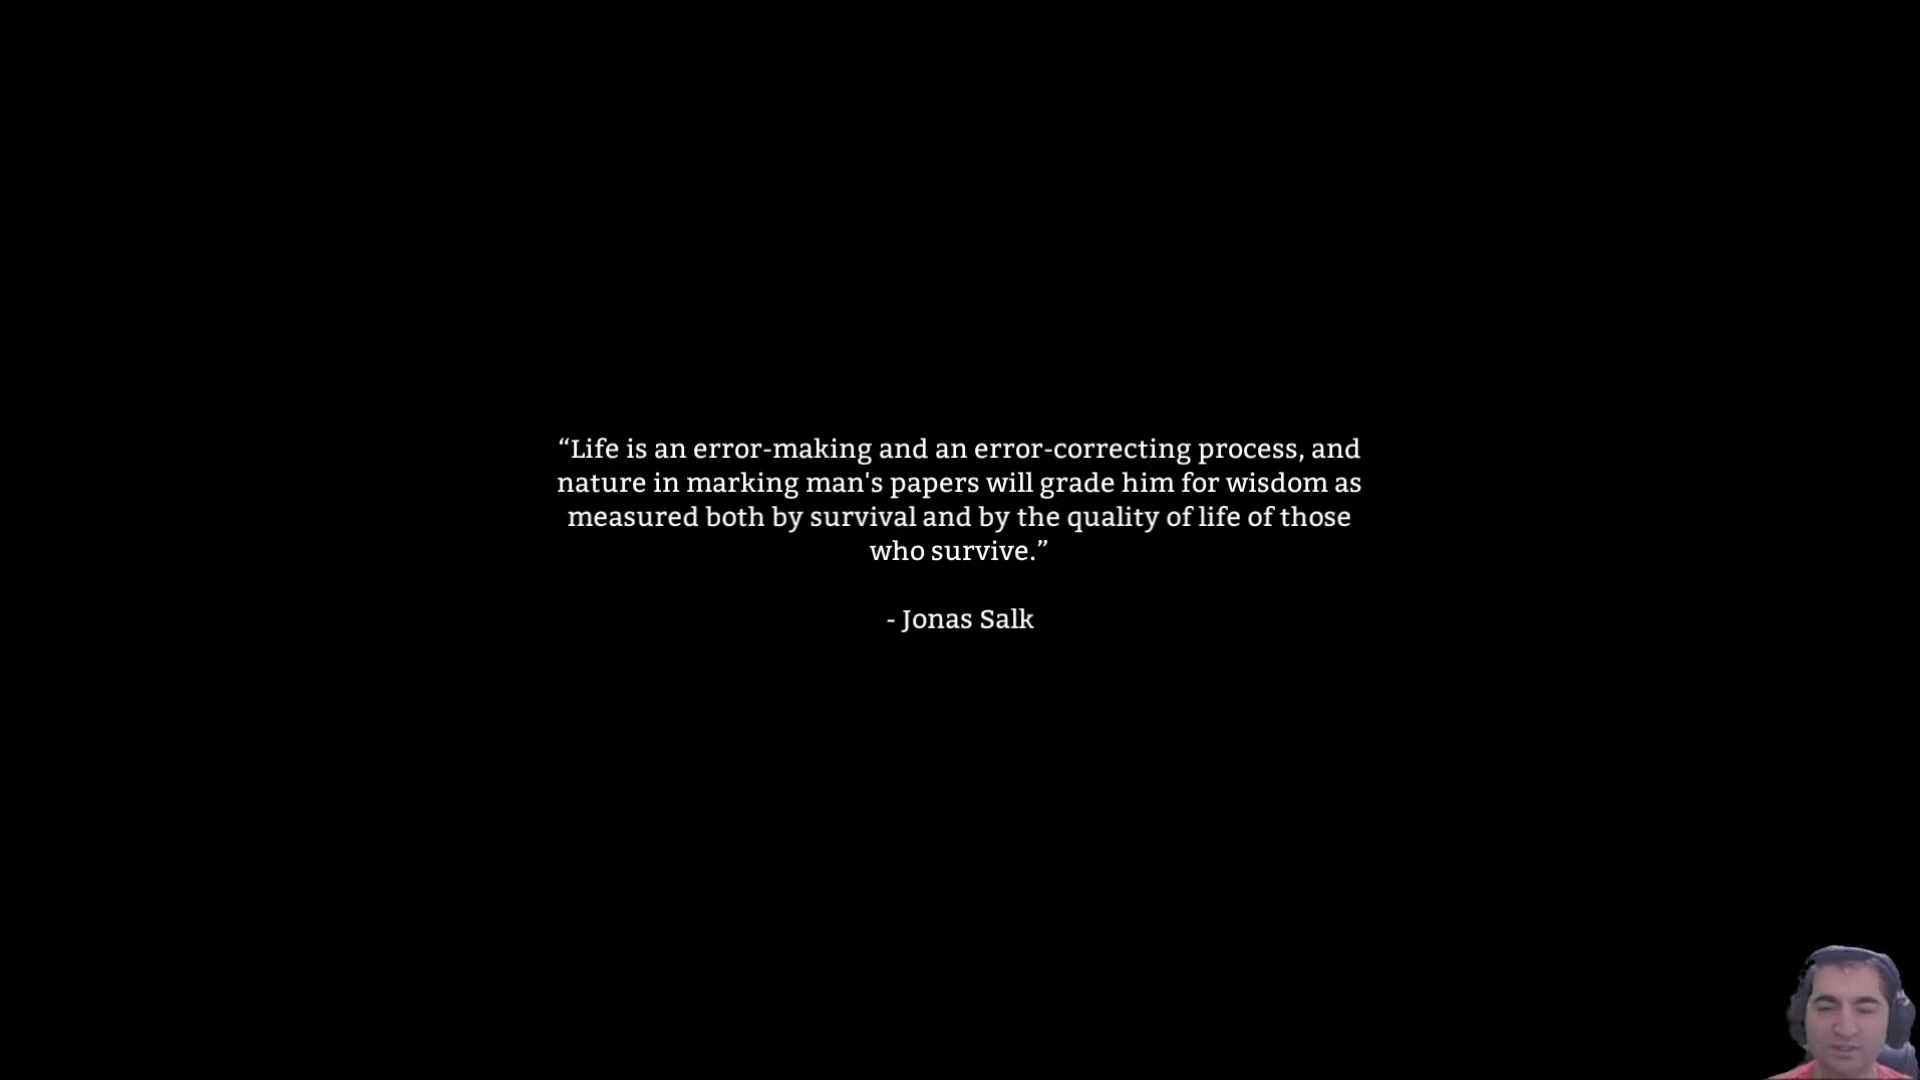 “Life is an error-making and an error-correcting process, and
nature in marking man's papers will grade him for wisdom as
measured both by survival and by the quality of life of those
who survive.”
- Jonas Salk